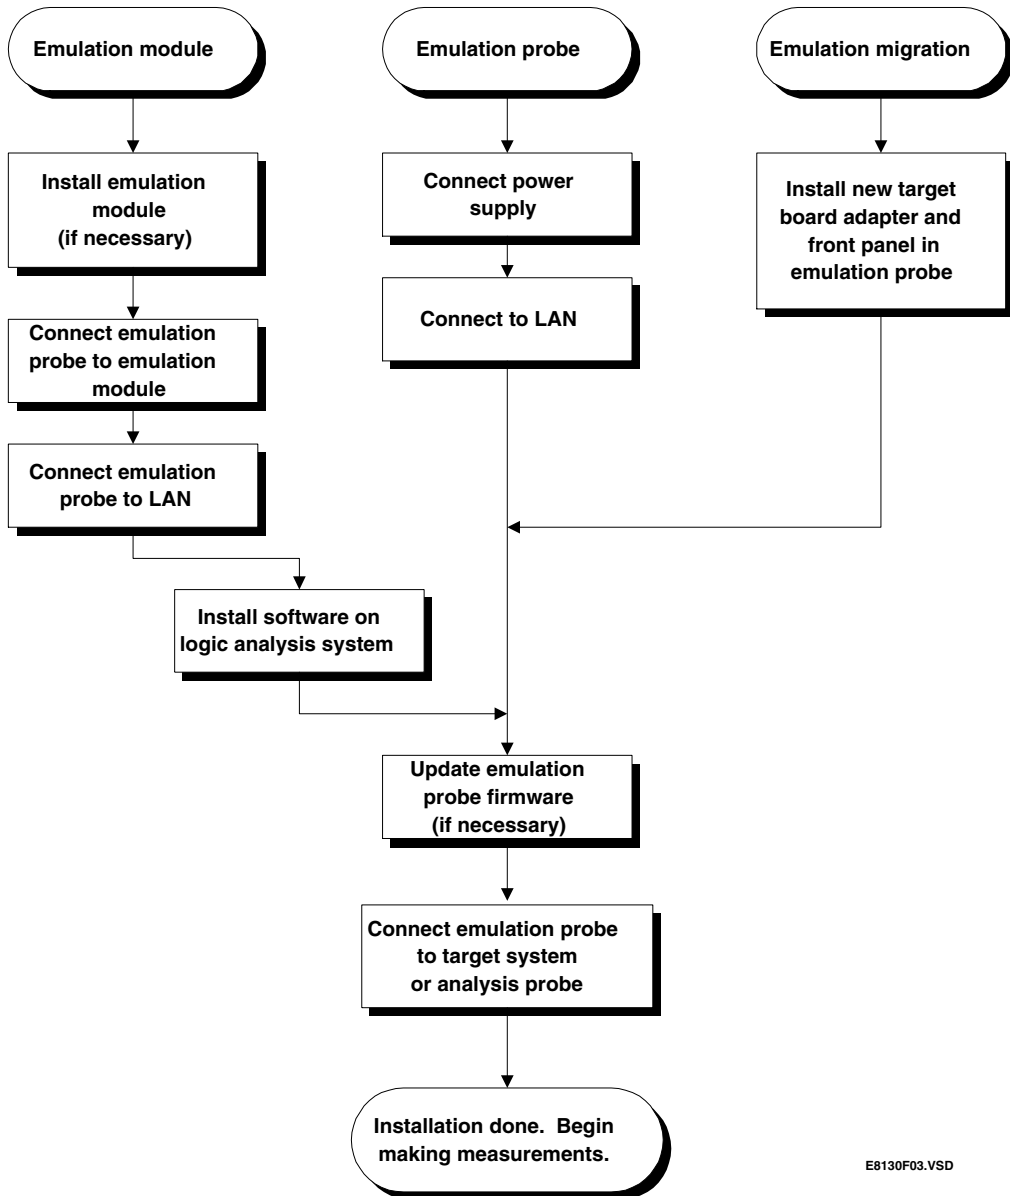 Emulation module
Emulation probe
Emulation migration
Install emulation
module
(if necessary)
Connect power
supply
Install new target
board adapter and
front panel in
emulation probe
Connect to LAN
Connect emulation
probe to emulation
module
Connect emulation
probe to LAN
Install software on
logic analysis system
Update emulation
probe firmware
(if necessary)
Connect emulation probe
to target system
or analysis probe
Installation done.  Begin
making measurements.
E8130F03.VSD